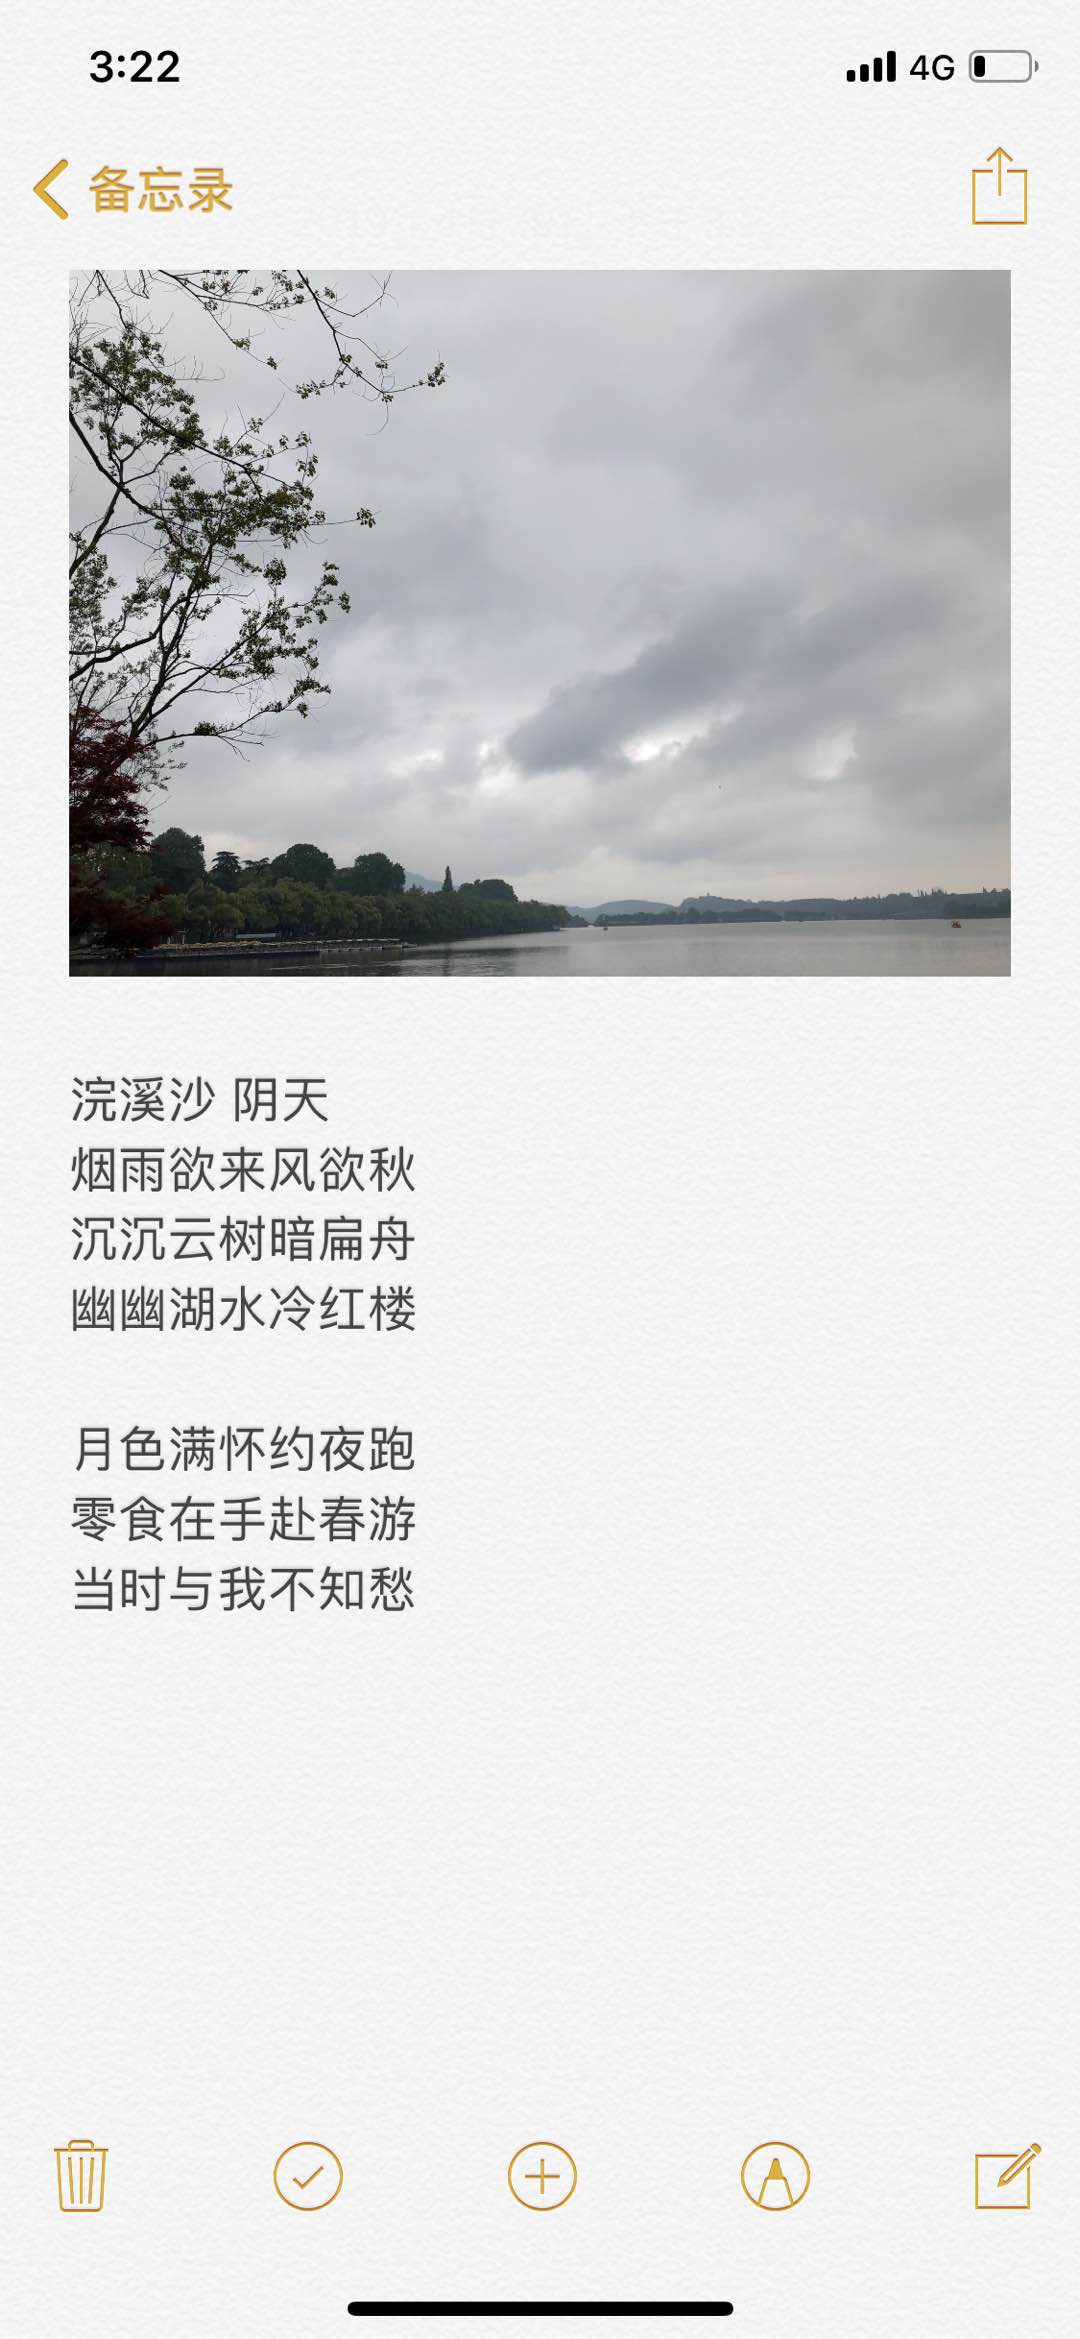 3:22
4G
备忘录
浣溪沙 阴天
烟雨欲来风欲秋
沉沉云树暗扁舟
幽幽湖水冷红楼
月色满怀约夜跑
零食在手赴春游
当时与我不知愁